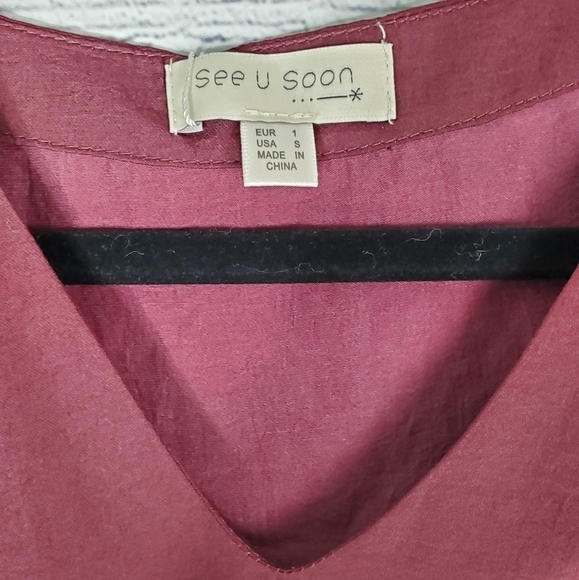 see u soon
...—*
EUR 1
USA S
MADE IN
CHINA